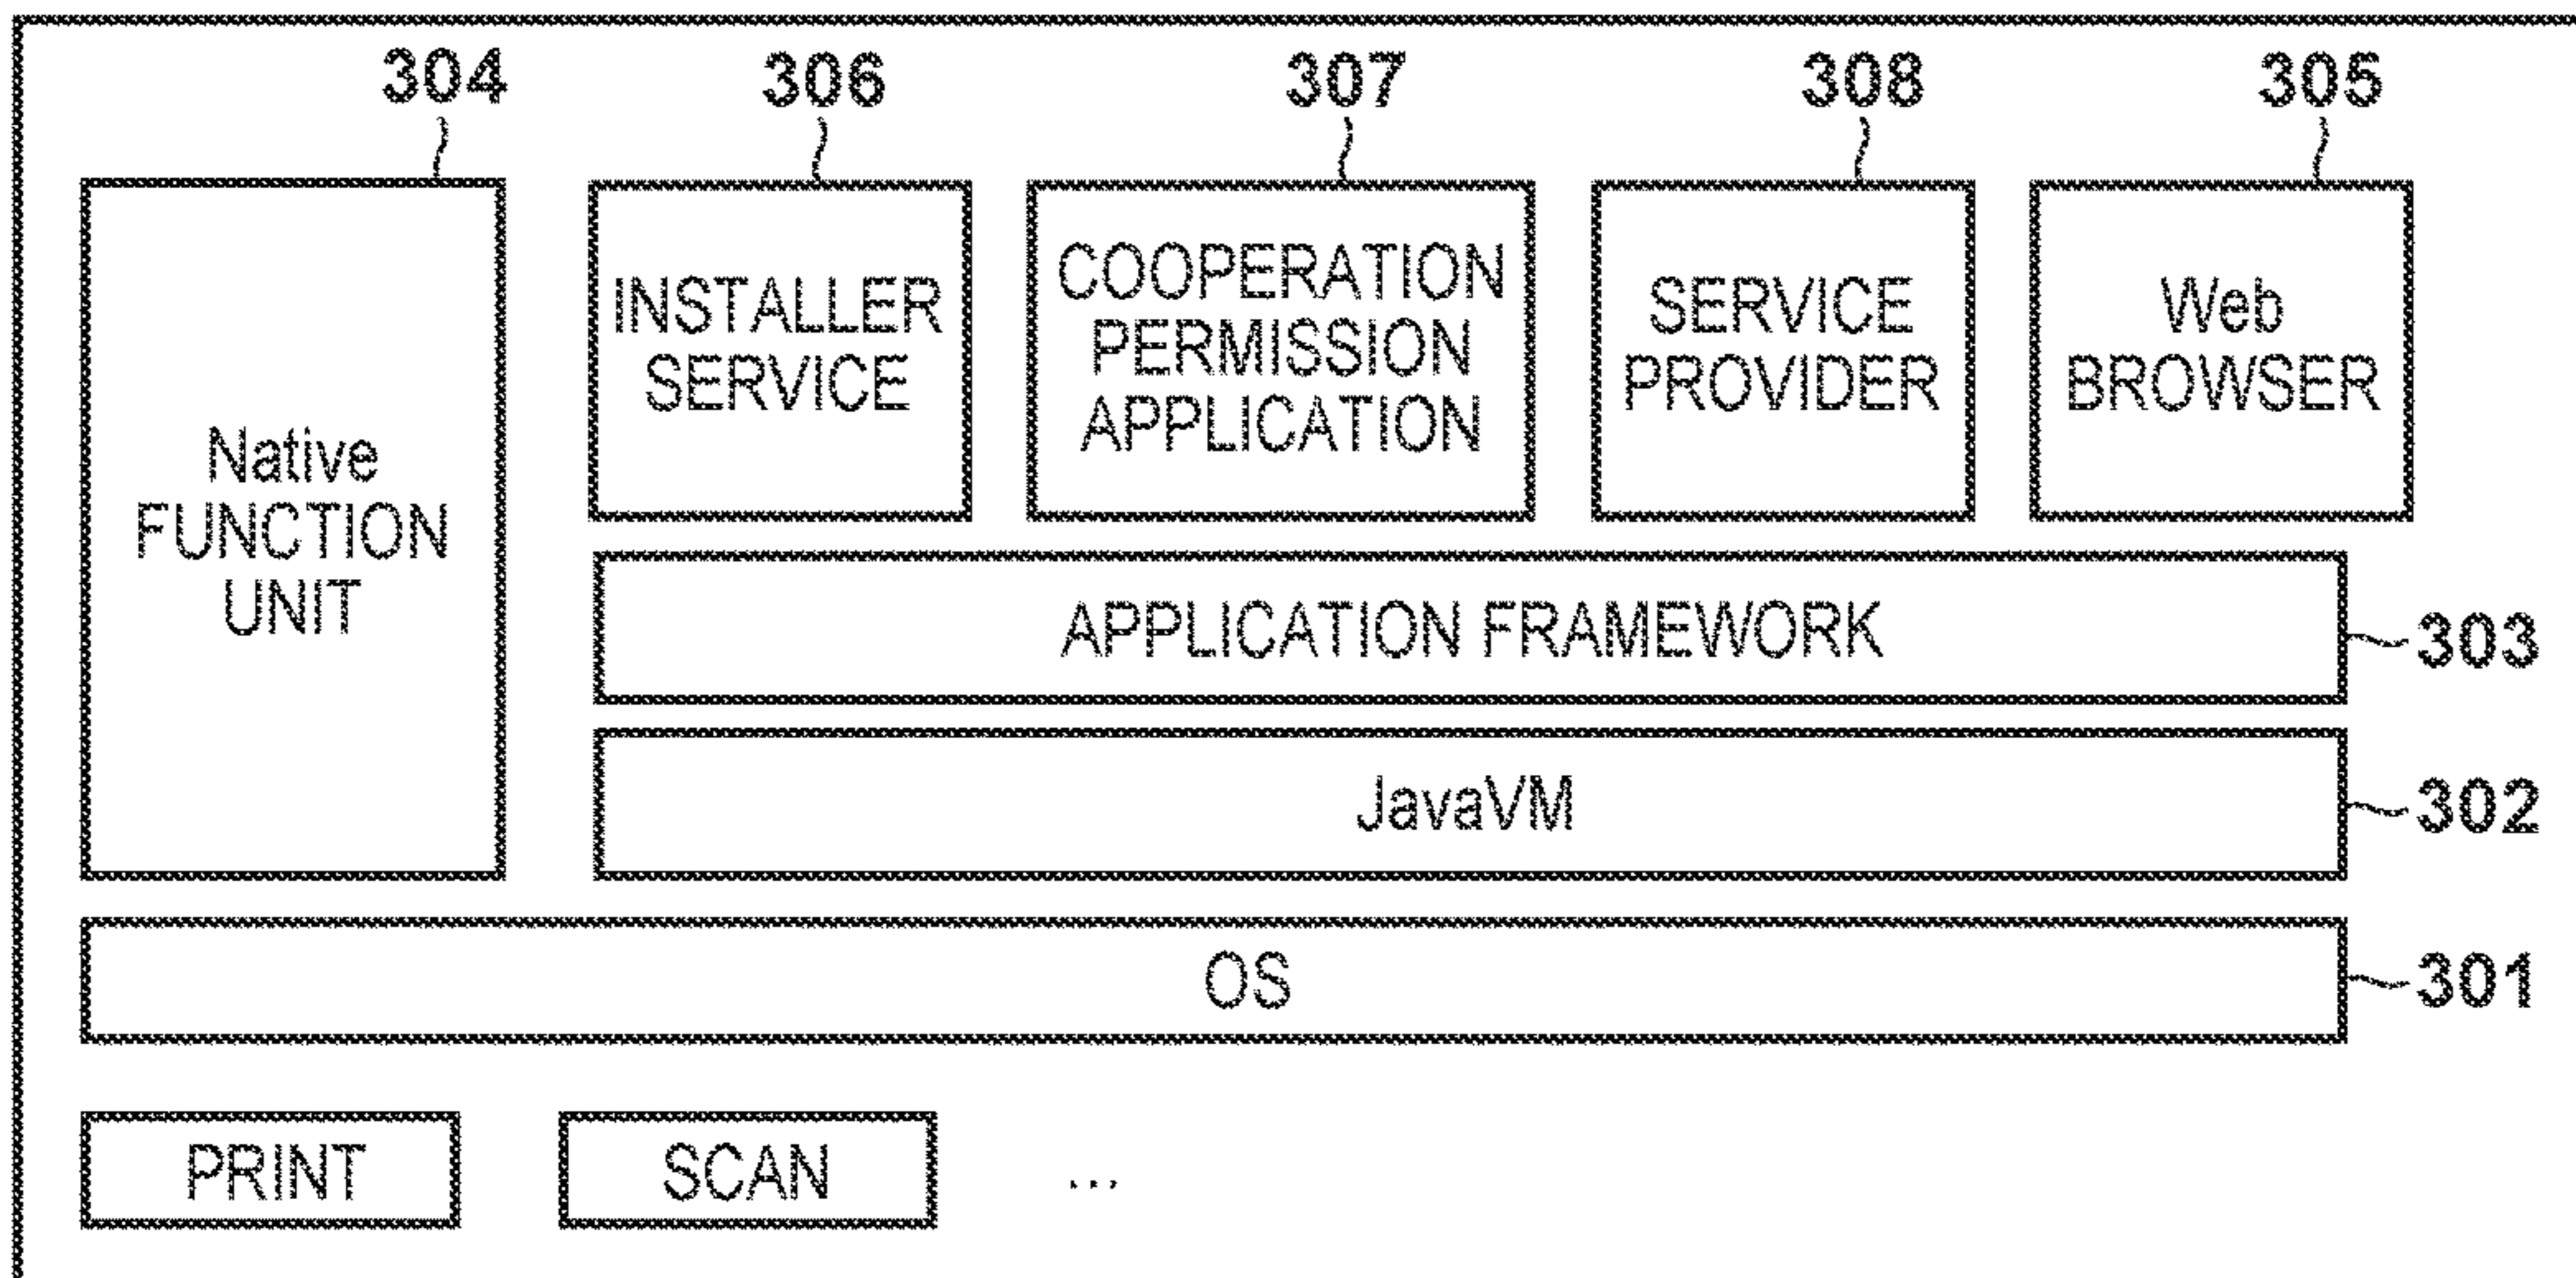 304
306
307
308
305
Native
FUNCTION
UNIT
INSTALLER
SERVICE
COOPERATION
PERMISSION
APPLICATION
SERVICE
PROVIDER
Web
BROWSER
APPLICATION FRAMEWORK
303
JavaVM
302
OS
301
PRINT
SCAN
...